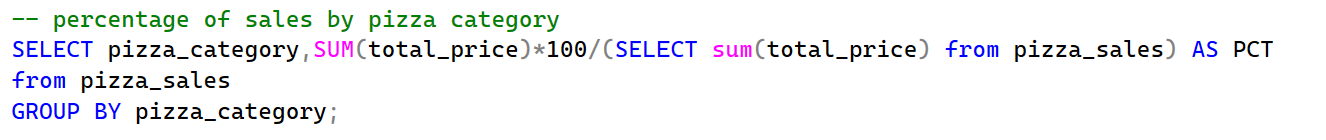 -- percentage of sales by pizza category
SELECT pizza_category,SUM(total_price)*100/(SELECT sum(total_price) from pizza_sales) AS PCT
from pizza_sales
GROUP BY pizza_category;